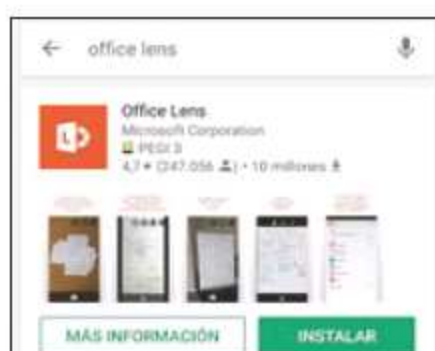 office lens
Office Lens
Microsoft Corporation
PEGI 3
4,7 ★ (247.056) • 10 millones
MÁS INFORMACIÓN
INSTALAR